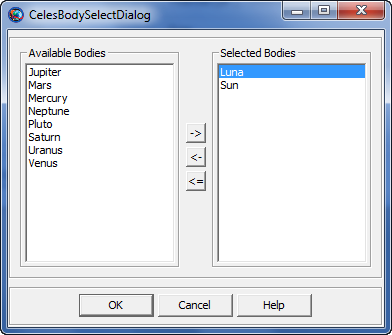 CelesBodySelectDialog
Available Bodies
Jupiter
Mars
Mercury
Neptune
Pluto
Saturn
Uranus
Venus
->
<-
<=
Selected Bodies
Luna
Sun
OK
Cancel
Help